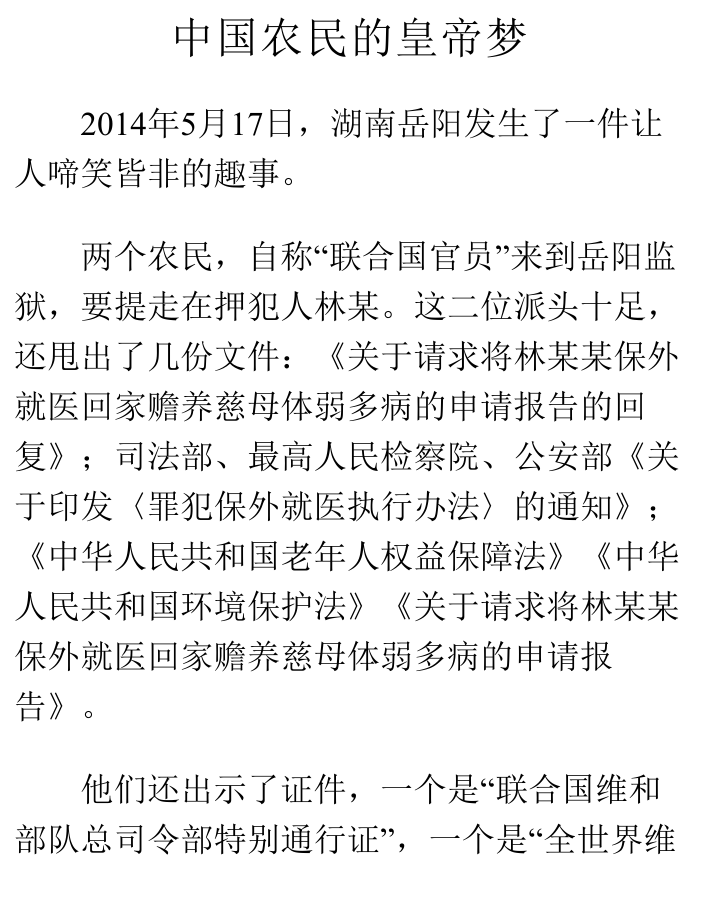 中国农民的皇帝梦
2014年5月17日，湖南岳阳发生了一件让
人啼笑皆非的趣事。
两个农民，自称“联合国官员”来到岳阳监
狱，要提走在押犯人林某。这二位派头十足，
还甩出了几份文件：《关于请求将林某某保外
就医回家赡养慈母体弱多病的申请报告的回
复》；司法部、最高人民检察院、公安部《关
于印发〈罪犯保外就医执行办法〉的通知》；
《中华人民共和国老年人权益保障法》《中华
人民共和国环境保护法》《关于请求将林某某
保外就医回家赡养慈母体弱多病的申请报
告》。
他们还出示了证件，一个是“联合国维和
部队总司令部特别通行证”，一个是“全世界维